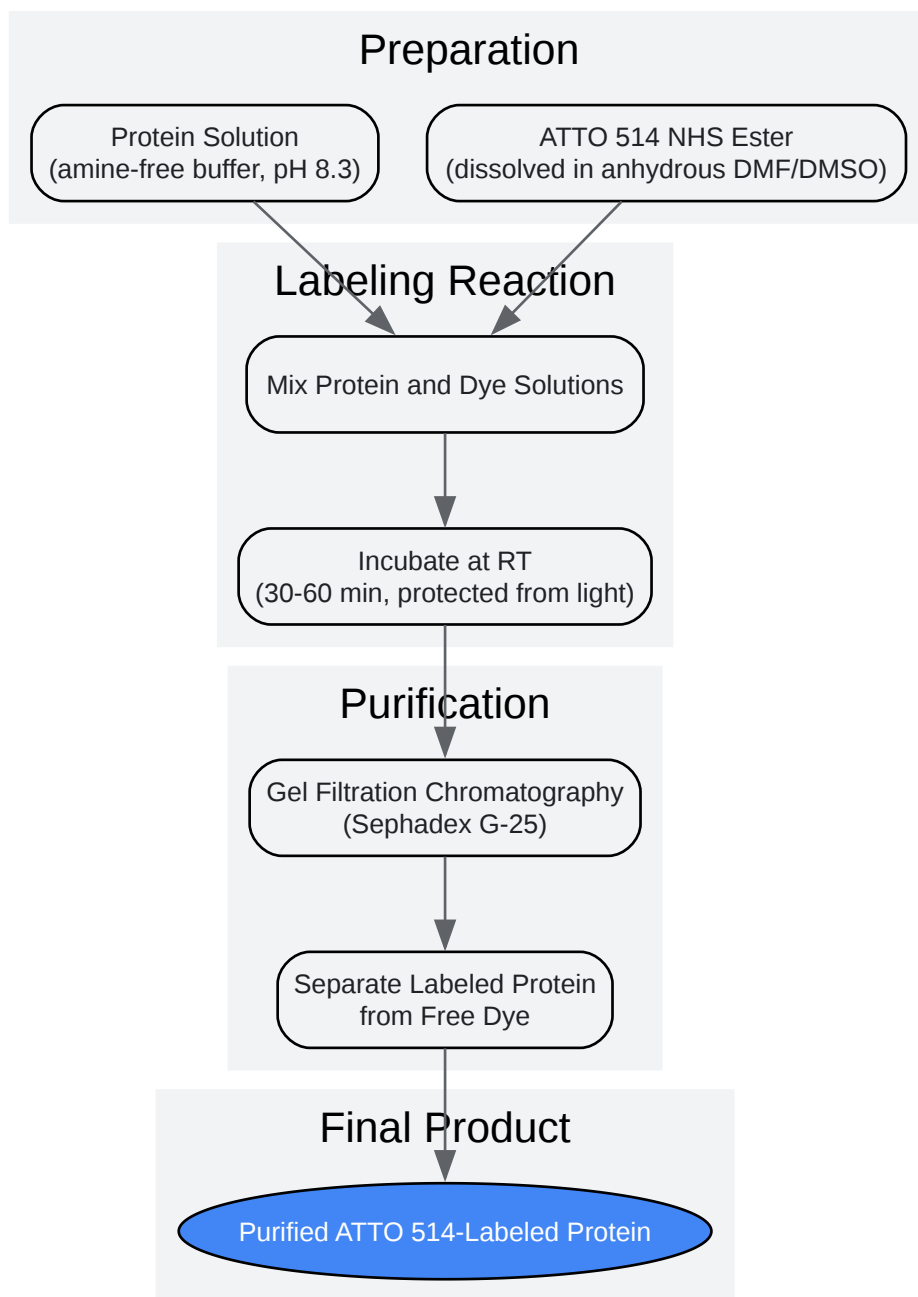 Preparation
Protein Solution
(amine-free buffer, pH 8.3)
ATTO 514 NHS Ester
(dissolved in anhydrous DMF/DMSO)
Labeling Reaction
Mix Protein and Dye Solutions
Incubate at RT
(30-60 min, protected from light)
Purification
Gel Filtration Chromatography
(Sephadex G-25)
Separate Labeled Protein
from Free Dye
Final Product
Purified ATTO 514-Labeled Protein